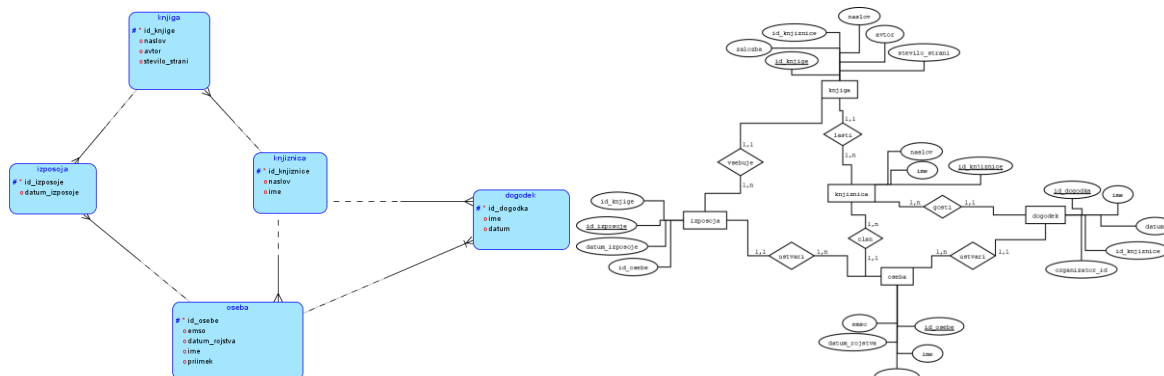 knjiga
# * id_knjige
o naslov
o avtor
o stevilo_strani
izposoja
# * id_izposoje
o datum_izposoje
knjiznica
# * id_knjiznice
o naslov
o ime
dogodek
# * id_dogodka
o ime
o datum
oseba
# * id_osebe
o emso
o datum_rojstva
o ime
o priimek
naslov
id_knjiznice
avtor
zalozba
stevilo_strani
id_knjige
knjiga
1,1
lasti
1,n
1,1
vsebuje
1,n
naslov
ime
id_knjiznice
knjiznica
1,n
gosti
1,1
id_dogodka
ime
dogodek
datum
id_knjiznice
organizator_id
id_knjige
id_izposoje
izposoja
datum_izposoje
id_osebe
1,n
clan
1,1
1,1
ustvari
1,n
1,n
ustvari
1,1
oseba
emso
id_osebe
datum_rojstva
ime